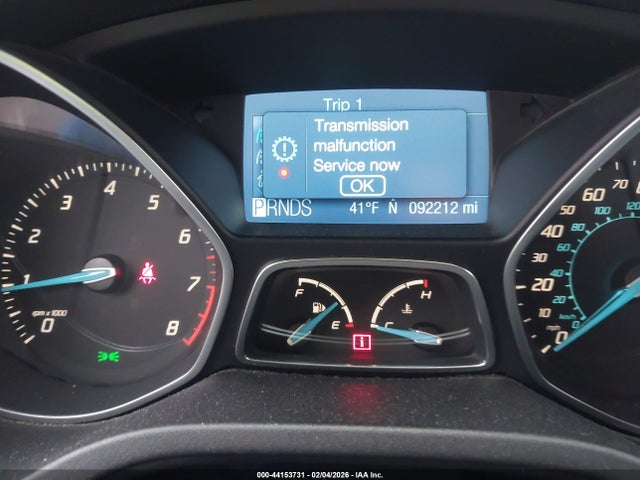 Trip 1
Transmission
malfunction
Service now
OK
PRNDS 41°F N 092212 mi
0 1 2 3 4 5 6 7 8
rpm x1000
F E
C H
i
0 10 20 30 40 50 60 70
mph
0 20 40 60 80 100 120
km/h
000-44153731 - 02/04/2026 - IAA Inc.